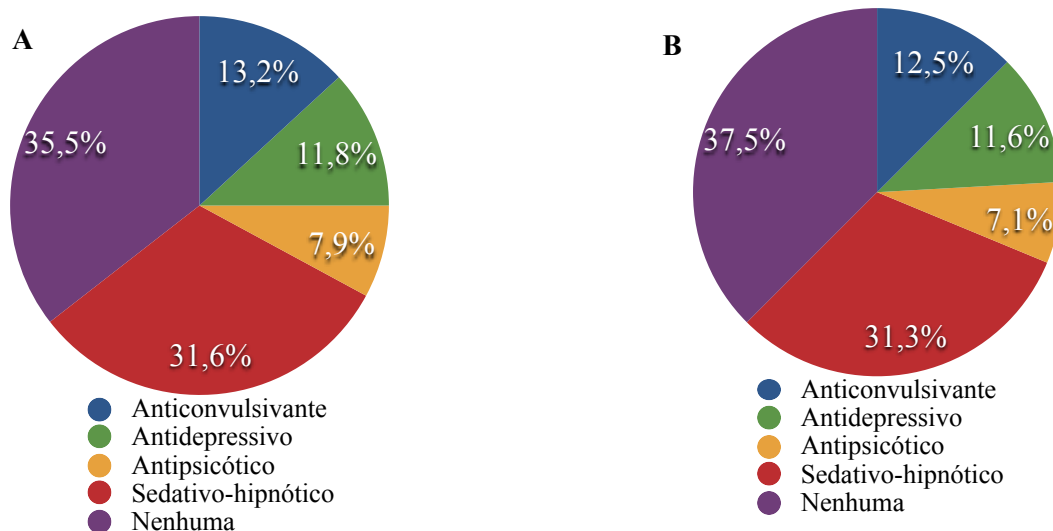 A
13,2%
11,8%
7,9%
31,6%
35,5%
Anticonvulsivante
Antidepressivo
Antipsicótico
Sedativo-hipnótico
Nenhuma
B
12,5%
11,6%
7,1%
31,3%
37,5%
Anticonvulsivante
Antidepressivo
Antipsicótico
Sedativo-hipnótico
Nenhuma